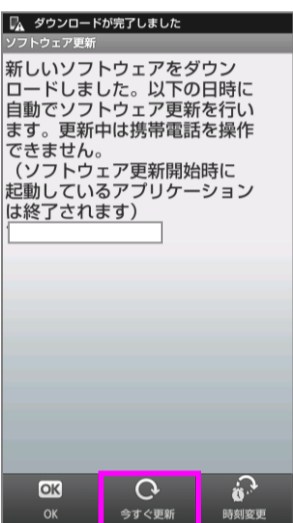 ダウンロードが完了しました
ソフトウェア更新
新しいソフトウェアをダウン
ロードしました。以下の日時に
自動でソフトウェア更新を行い
ます。更新中は携帯電話を操作
できません。
（ソフトウェア更新開始時に
起動しているアプリケーション
は終了されます）
OK
OK
今すぐ更新
時刻変更